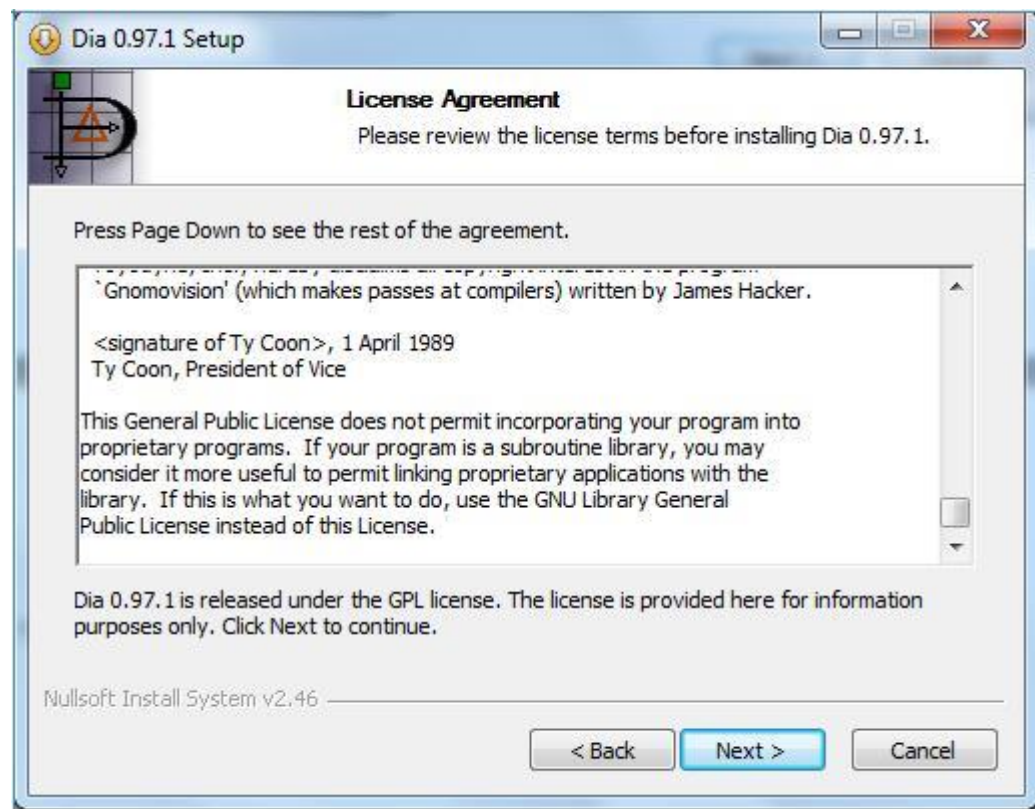 Dia 0.97.1 Setup
License Agreement
Please review the license terms before installing Dia 0.97.1.
Press Page Down to see the rest of the agreement.
`Gnomovision' (which makes passes at compilers) written by James Hacker.
<signature of Ty Coon>, 1 April 1989
Ty Coon, President of Vice
This General Public License does not permit incorporating your program into
proprietary programs.  If your program is a subroutine library, you may
consider it more useful to permit linking proprietary applications with the
library.  If this is what you want to do, use the GNU Library General
Public License instead of this License.
Dia 0.97.1 is released under the GPL license. The license is provided here for information
purposes only. Click Next to continue.
Nullsoft Install System v2.46
< Back
Next >
Cancel